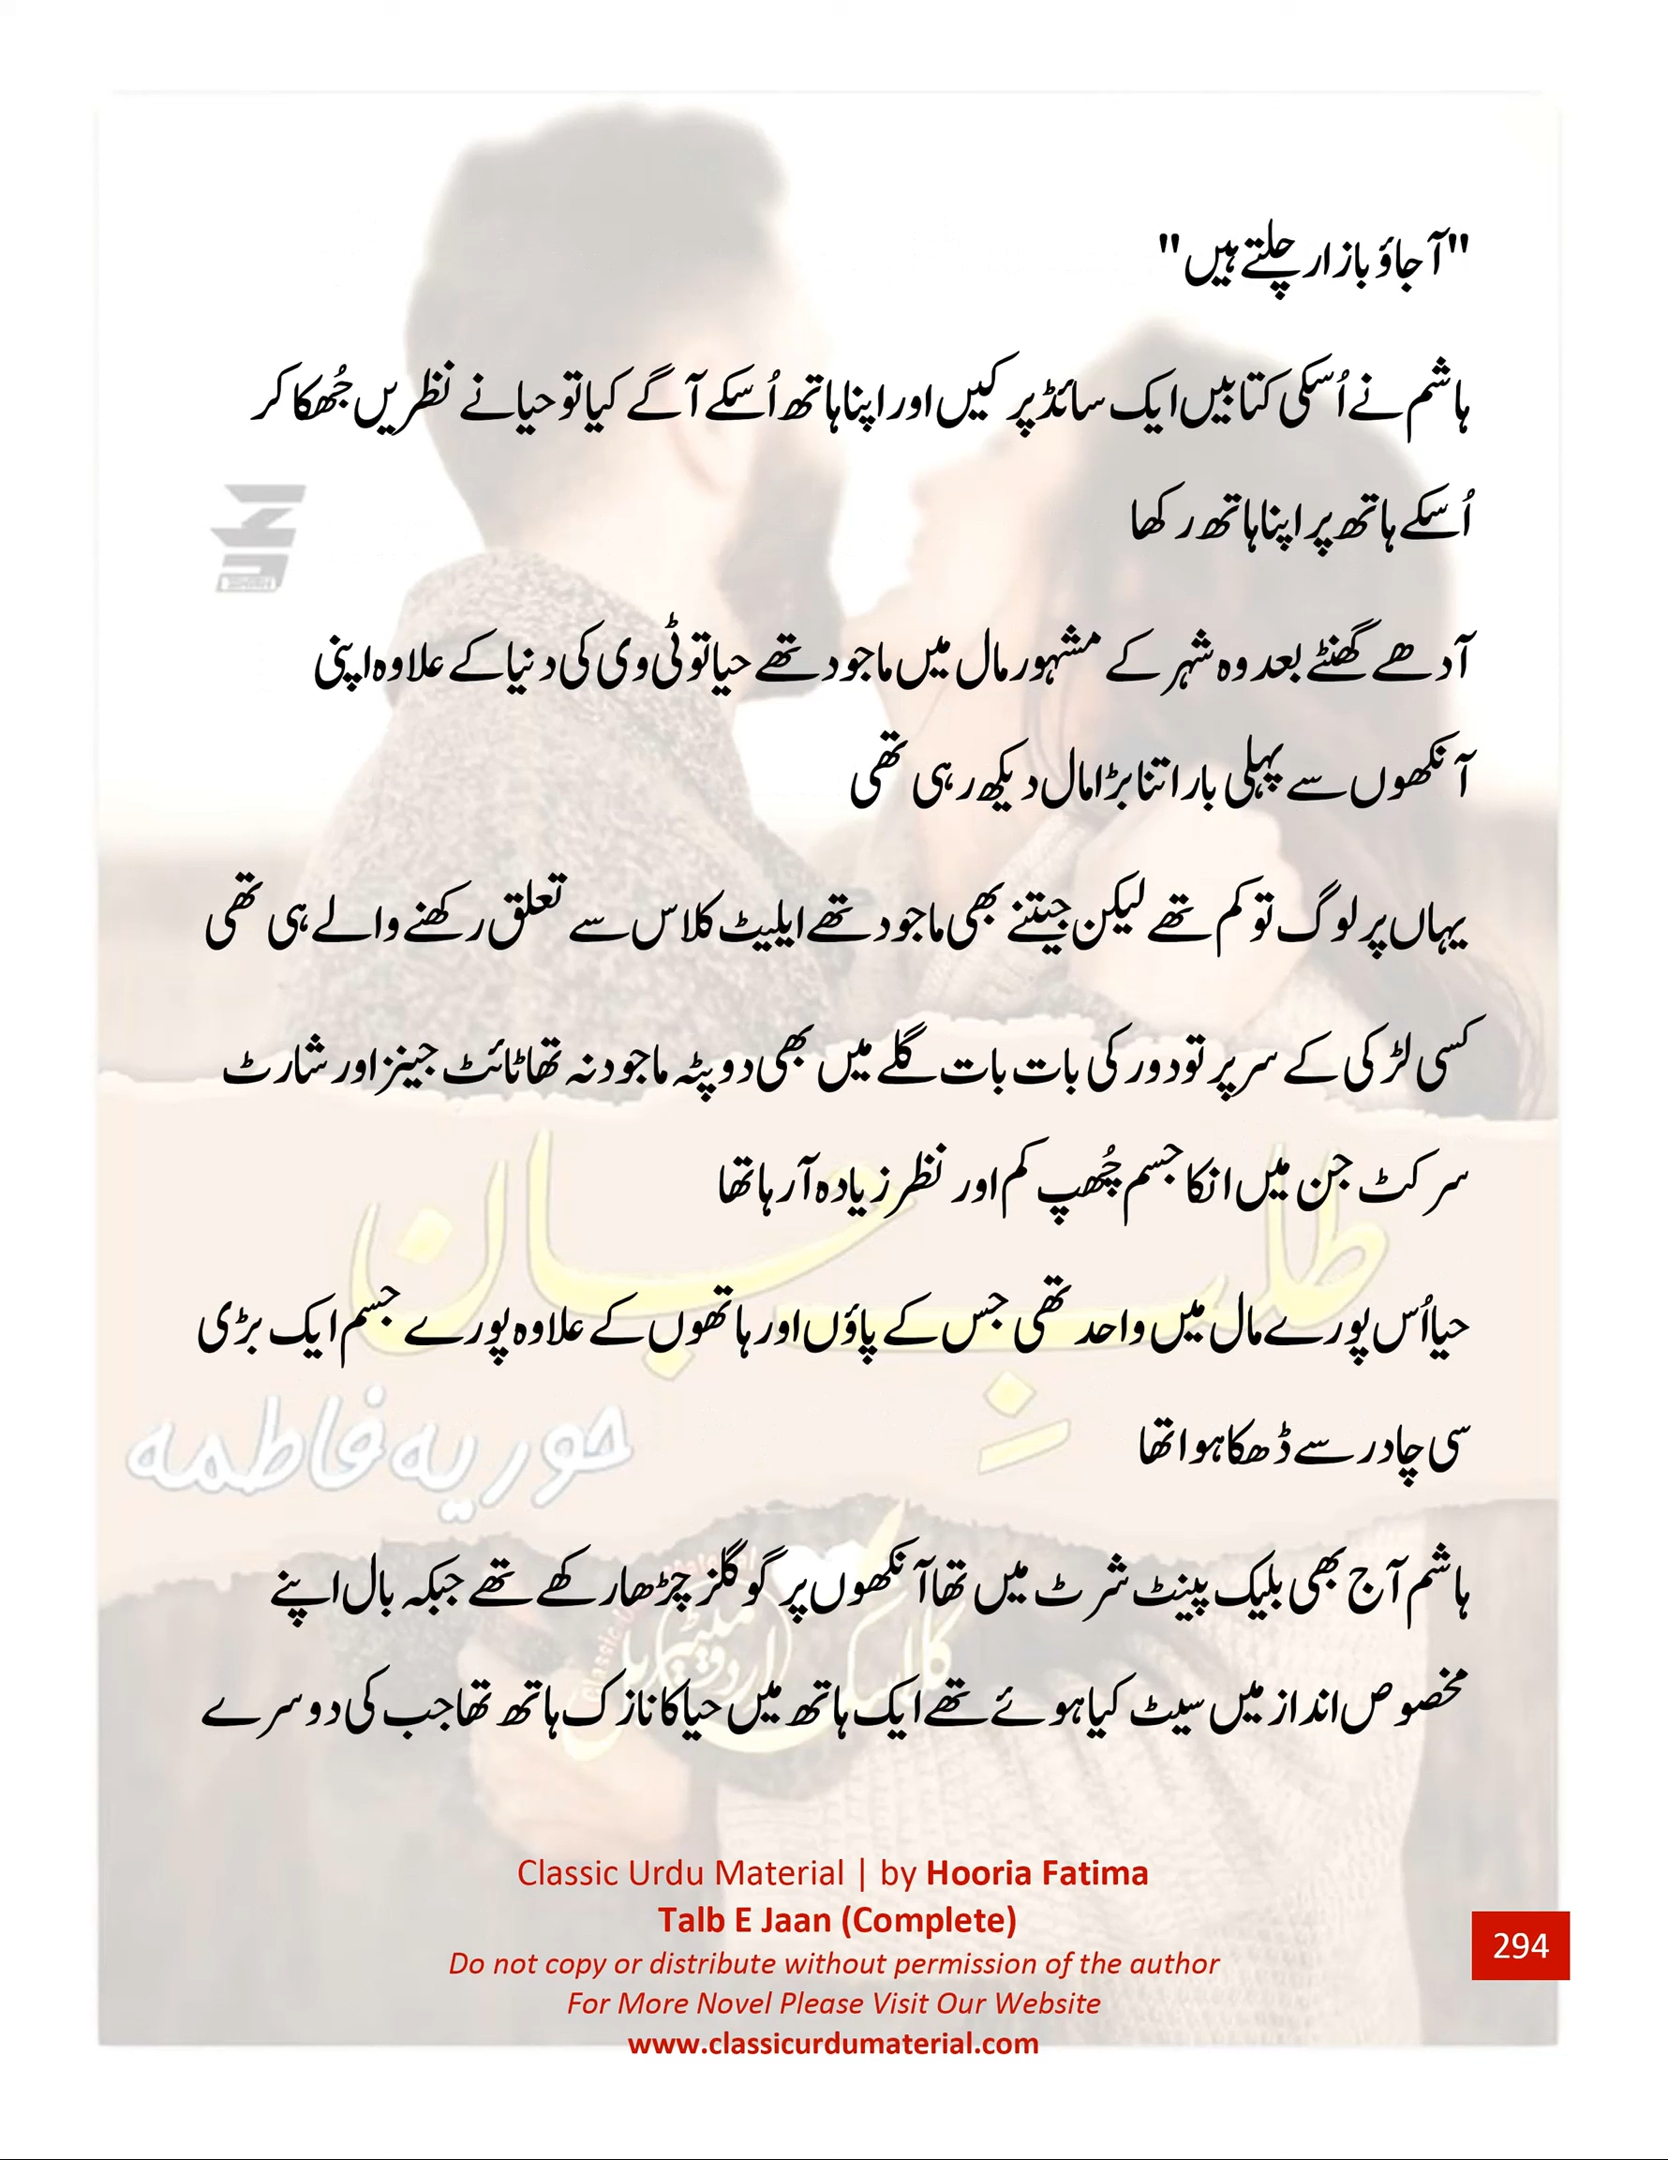 "آ جاؤ بازار چلتے ہیں"
ہاشم نے اُسکی کتابیں ایک سائڈ پر کیں اور اپنا ہاتھ اُسکے آگے کیا تو حیا نے نظریں جُھکا کر
اُسکے ہاتھ پر اپنا ہاتھ رکھا
آدھے گھنٹے بعد وہ شہر کے مشہور مال میں ماجود تھے حیا تو ٹی وی کی دنیا کے علاوہ اپنی
آنکھوں سے پہلی بار اتنا بڑا مال دیکھ رہی تھی
یہاں پر لوگ تو کم تھے لیکن جیتنے بھی ماجود تھے ایلیٹ کلاس سے تعلق رکھنے والے ہی تھی
کسی لڑکی کے سر پر تو دور کی بات بات گلے میں بھی دوپٹہ ماجود نہ تھا ٹائٹ جینز اور شارٹ
سرکٹ جن میں انکا جسم چُھپ کم اور نظر زیادہ آ رہا تھا
طلب جان
حیا اُس پورے مال میں واحد تھی جس کے پاؤں اور ہاتھوں کے علاوہ پورے جسم ایک بڑی
حوریہ فاطمہ
سی چادر سے ڈھکا ہوا تھا
ہاشم آج بھی بلیک پینٹ شرٹ میں تھا آنکھوں پر گوگلز چڑھا رکھے تھے جبکہ بال اپنے
کلاسک اردو میٹیریل
مخصوص انداز میں سیٹ کیا ہوئے تھے ایک ہاتھ میں حیا کا نازک ہاتھ تھا جب کی دوسرے
Classic Urdu Material | by Hooria Fatima
Talb E Jaan (Complete)
Do not copy or distribute without permission of the author
294
For More Novel Please Visit Our Website
www.classicurdumaterial.com